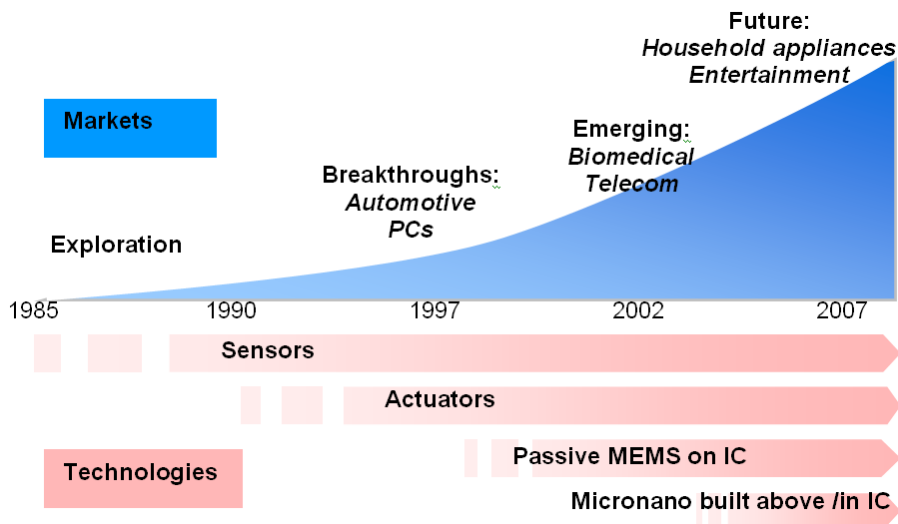 Future:
Household appliances
Entertainment
Markets
Emerging:
Biomedical
Telecom
Breakthroughs:
Automotive
PCs
Exploration
1985 1990 1997 2002 2007
Sensors
Actuators
Passive MEMS on IC
Technologies
Micronano built above /in IC